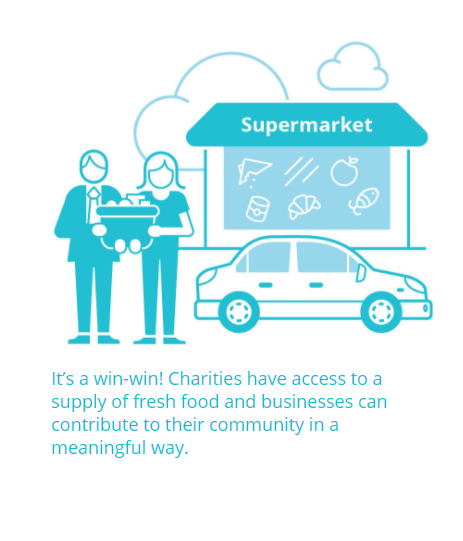 Supermarket
It’s a win-win! Charities have access to a
supply of fresh food and businesses can
contribute to their community in a
meaningful way.